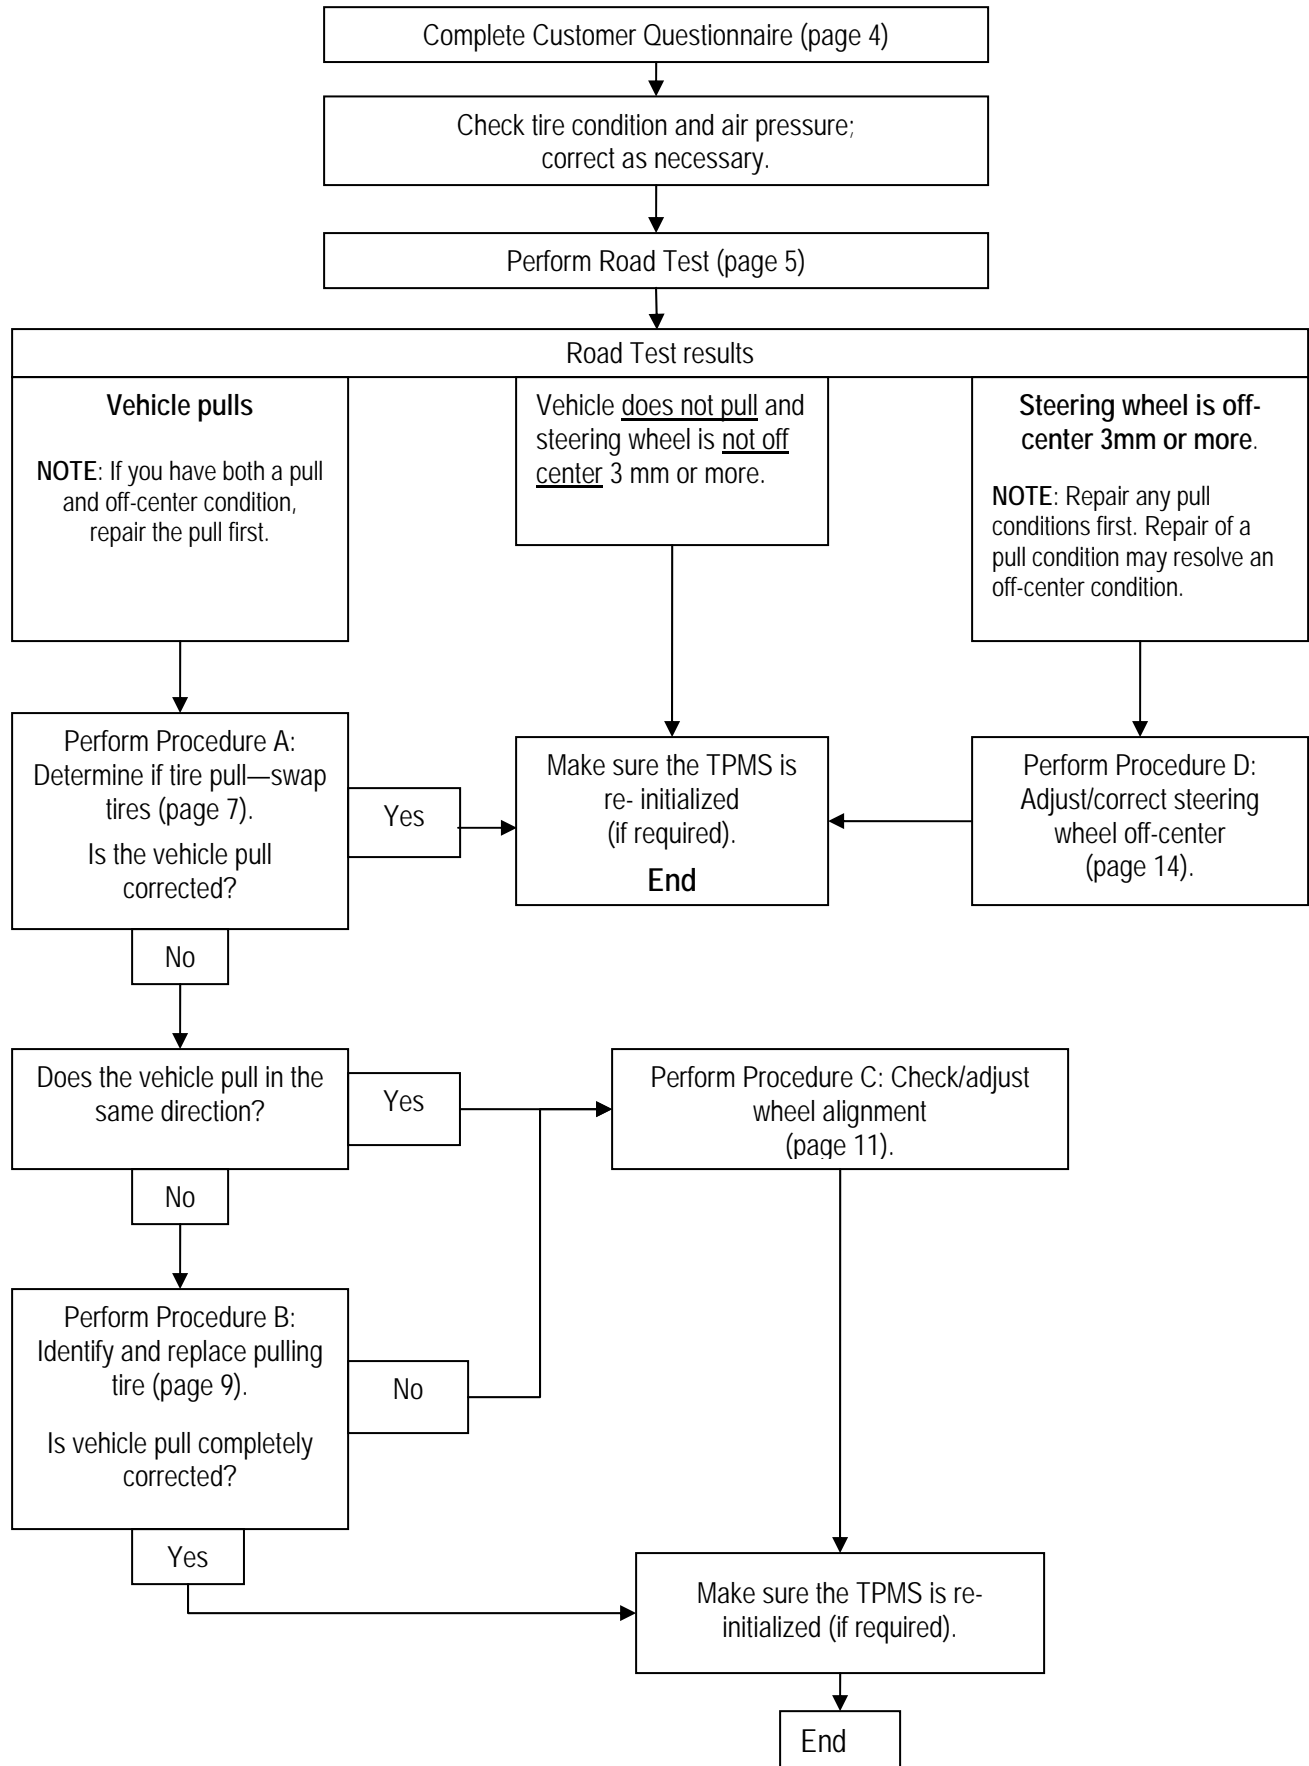 Complete Customer Questionnaire (page 4)
Check tire condition and air pressure;
correct as necessary.
Perform Road Test (page 5)
Road Test results
Vehicle pulls
NOTE: If you have both a pull
and off-center condition,
repair the pull first.
Vehicle does not pull and
steering wheel is not off
center 3 mm or more.
Steering wheel is off-
center 3mm or more.
NOTE: Repair any pull
conditions first. Repair of a
pull condition may resolve an
off-center condition.
Perform Procedure A:
Determine if tire pull—swap
tires (page 7).
Is the vehicle pull
corrected?
Yes
Make sure the TPMS is
re- initialized
(if required).
End
Perform Procedure D:
Adjust/correct steering
wheel off-center
(page 14).
No
Does the vehicle pull in the
same direction?
Yes
Perform Procedure C: Check/adjust
wheel alignment
(page 11).
No
Perform Procedure B:
Identify and replace pulling
tire (page 9).
Is vehicle pull completely
corrected?
No
Yes
Make sure the TPMS is re-
initialized (if required).
End